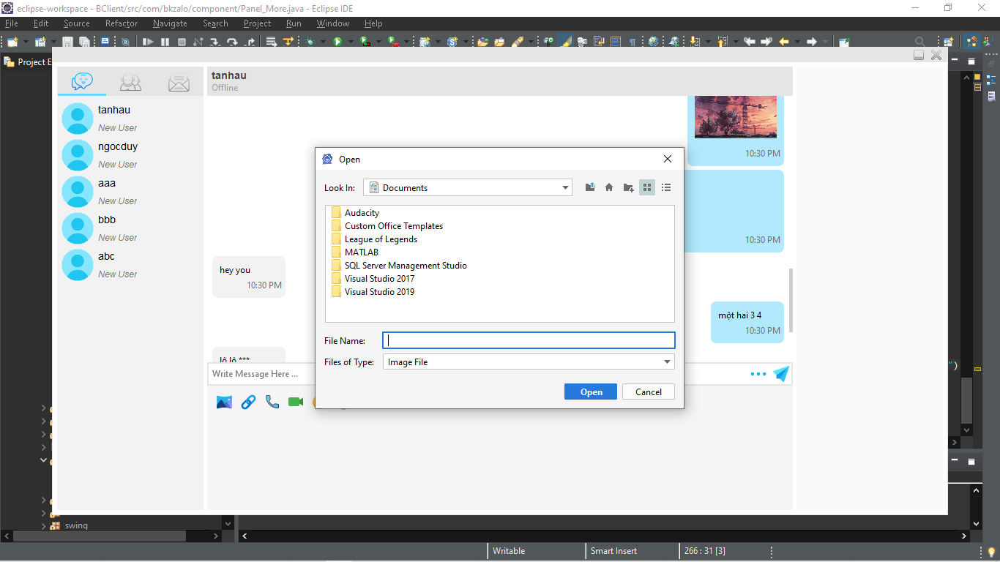 eclipse-workspace - BClient/src/com/bkzalo/component/Panel_More.java - Eclipse IDE
File Edit Source Refactor Navigate Search Project Run Window Help
Project E
tanhau
Offline
tanhau
New User
ngocduy
New User
aaa
New User
bbb
New User
abc
New User
10:30 PM
10:30 PM
hey you
10:30 PM
một hai 3 4
10:30 PM
lô lô ***
Open
Look In: Documents
Audacity
Custom Office Templates
League of Legends
MATLAB
SQL Server Management Studio
Visual Studio 2017
Visual Studio 2019
File Name:
Files of Type: Image File
Open Cancel
Write Message Here ...
")
swing
Writable Smart Insert 266 : 31 [3]